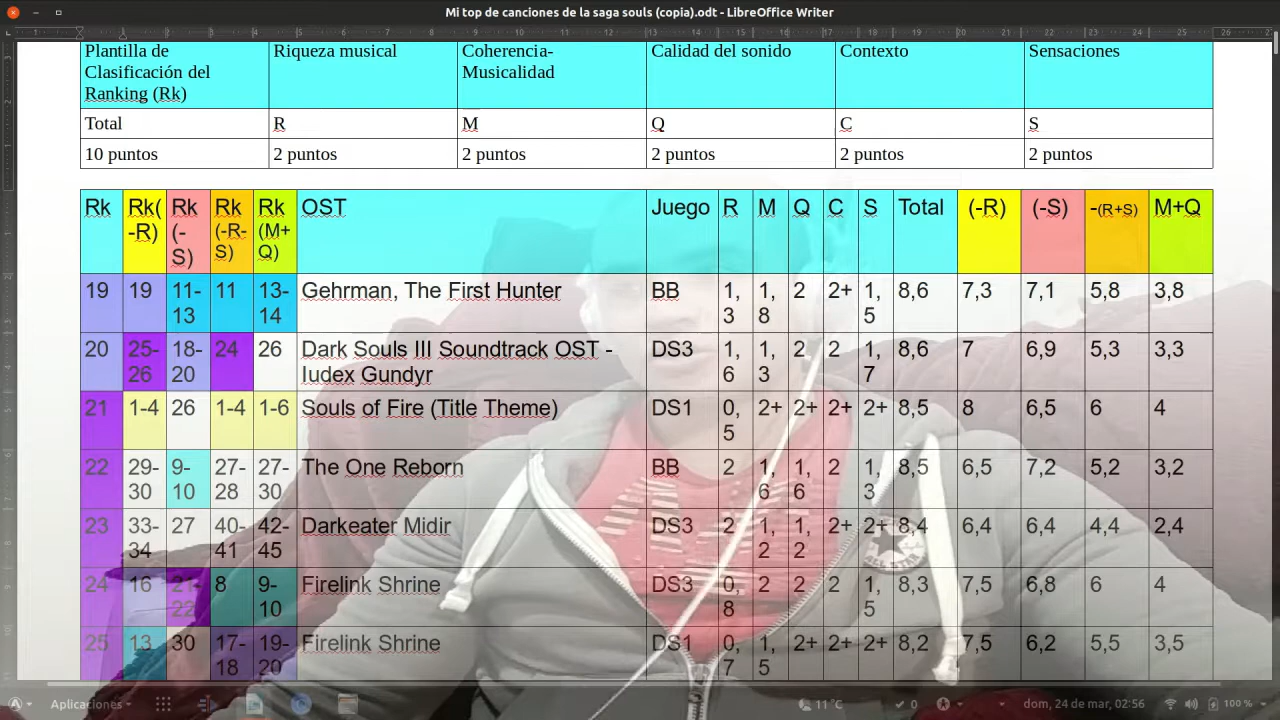 Mi top de canciones de la saga souls (copia).odt - LibreOffice Writer
Plantilla de Clasificación del Ranking (Rk) Riqueza musical Coherencia-Musicalidad Calidad del sonido Contexto Sensaciones
Total R M Q C S
10 puntos 2 puntos 2 puntos 2 puntos 2 puntos 2 puntos
Rk Rk(-R) Rk (-S) Rk (-R-S) Rk (M+Q) OST Juego R M Q C S Total (-R) (-S) -(R+S) M+Q
19 19 11-13 11 13-14 Gehrman, The First Hunter BB 1,3 1,8 2 2+ 1,5 8,6 7,3 7,1 5,8 3,8
20 25-26 18-20 24 26 Dark Souls III Soundtrack OST - Iudex Gundyr DS3 1,6 1,3 2 2 1,7 8,6 7 6,9 5,3 3,3
21 1-4 26 1-4 1-6 Souls of Fire (Title Theme) DS1 0,5 2+ 2+ 2+ 2+ 8,5 8 6,5 6 4
22 29-30 9-10 27-28 27-30 The One Reborn BB 2 1,6 1,6 2 1,3 8,5 6,5 7,2 5,2 3,2
23 33-34 27 40-41 42-45 Darkeater Midir DS3 2 1,2 1,2 2+ 2+ 8,4 6,4 6,4 4,4 2,4
24 16 21-22 8 9-10 Firelink Shrine DS3 0,8 2 2 2 1,5 8,3 7,5 6,8 6 4
25 13 30 17-18 19-20 Firelink Shrine DS1 0,7 1,5 2+ 2+ 2+ 8,2 7,5 6,2 5,5 3,5
Aplicaciones 11 °C 0 dom, 24 de mar, 02:56 100 %